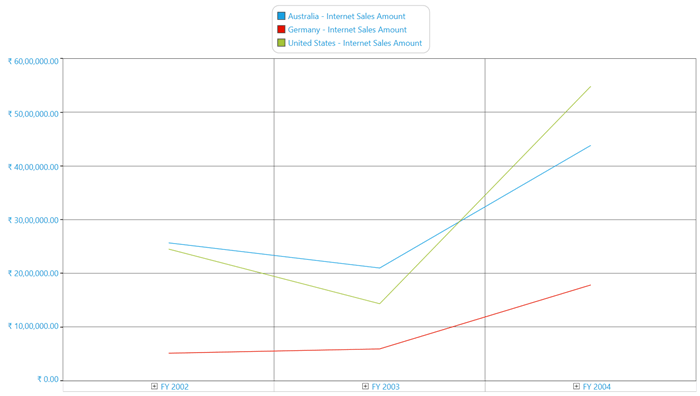 Australia - Internet Sales Amount
Germany - Internet Sales Amount
United States - Internet Sales Amount
₹ 60,00,000.00
₹ 50,00,000.00
₹ 40,00,000.00
₹ 30,00,000.00
₹ 20,00,000.00
₹ 10,00,000.00
₹ 0.00
FY 2002 FY 2003 FY 2004